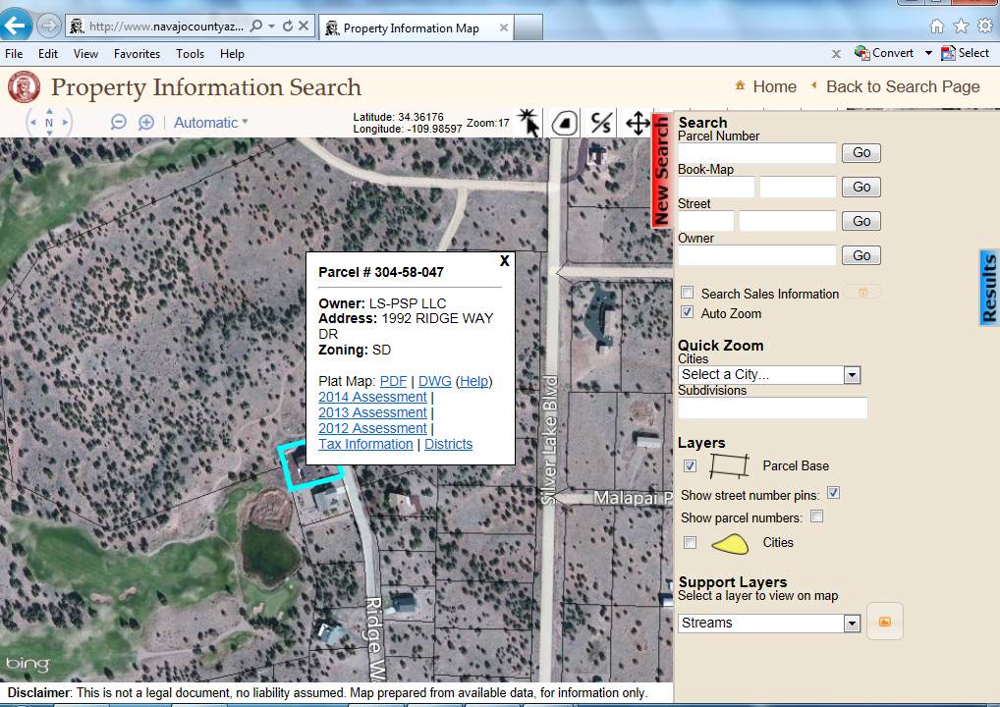 http://www.navajocountyaz...
Property Information Map
File Edit View Favorites Tools Help
x Convert Select
Property Information Search
Home Back to Search Page
N
Automatic
Latitude: 34.36176
Longitude: -109.98597 Zoom:17
New Search
Search
Parcel Number
Go
Book-Map
Go
Street
Go
Owner
Go
Results
Search Sales Information
Auto Zoom
Quick Zoom
Cities
Select a City...
Subdivisions
Layers
Parcel Base
Show street number pins:
Show parcel numbers:
Cities
Support Layers
Select a layer to view on map
Streams
X
Parcel # 304-58-047
Owner: LS-PSP LLC
Address: 1992 RIDGE WAY
DR
Zoning: SD
Plat Map: PDF | DWG (Help)
2014 Assessment |
2013 Assessment |
2012 Assessment |
Tax Information | Districts
Silver Lake Blvd
Malapai P
Ridge W
bing
Disclaimer: This is not a legal document, no liability assumed. Map prepared from available data, for information only.